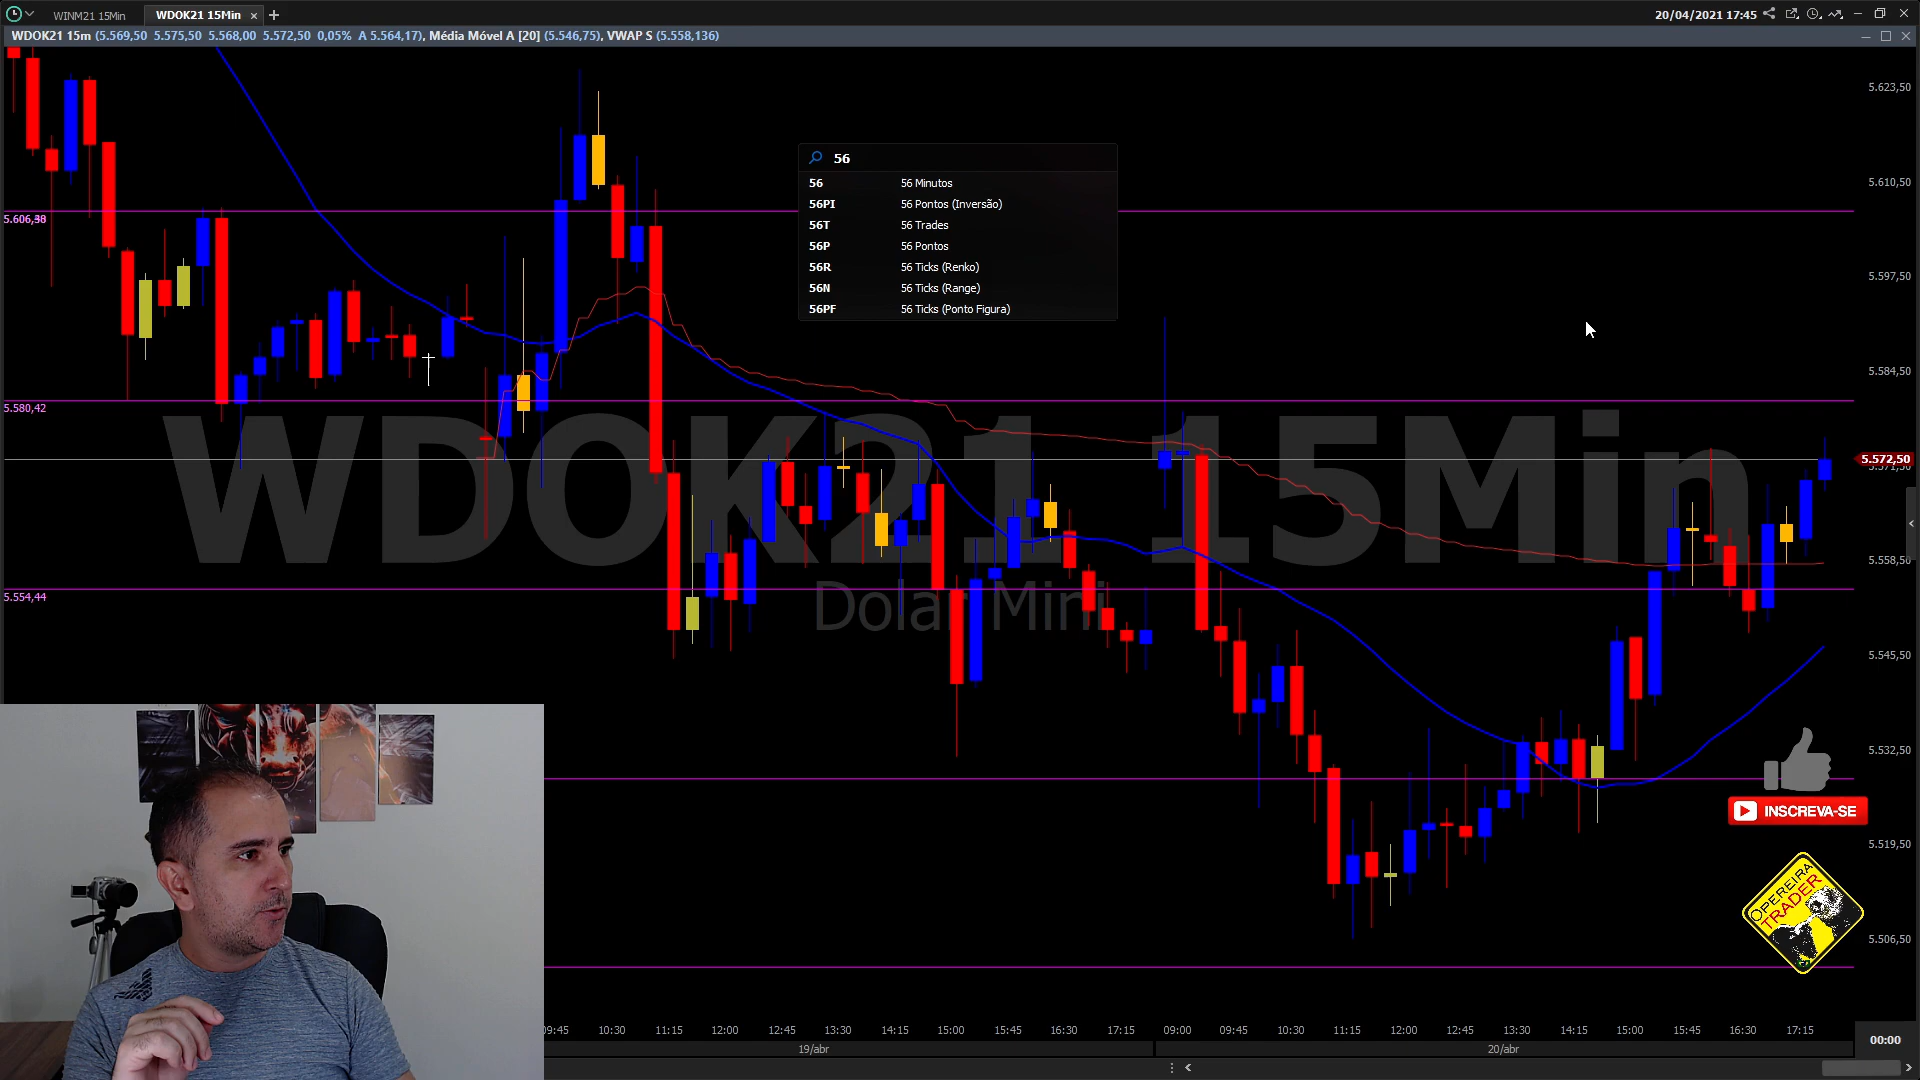 WINM21 15Min
WDOK21 15Min
20/04/2021 17:45
WDOK21 15m (5.569,50 5.575,50 5.568,00 5.572,50 0,05% A 5.564,17), Média Móvel A [20] (5.546,75), VWAP S (5.558,136)
5.623,50
56
56 56 Minutos
5.610,50
56PI 56 Pontos (Inversão)
56T 56 Trades
56P 56 Pontos
56R 56 Ticks (Renko)
5.597,50
56N 56 Ticks (Range)
56PF 56 Ticks (Ponto Figura)
5.584,50
5.580,42
WDOK21 15Min
5.572,50
5.558,50
5.554,44
Dolar Mini
5.545,50
5.532,50
INSCREVA-SE
5.519,50
OPEREIRA
TRADER
5.506,50
09:45 10:30 11:15 12:00 12:45 13:30 14:15 15:00 15:45 16:30 17:15 09:00 09:45 10:30 11:15 12:00 12:45 13:30 14:15 15:00 15:45 16:30 17:15
00:00
19/abr
20/abr